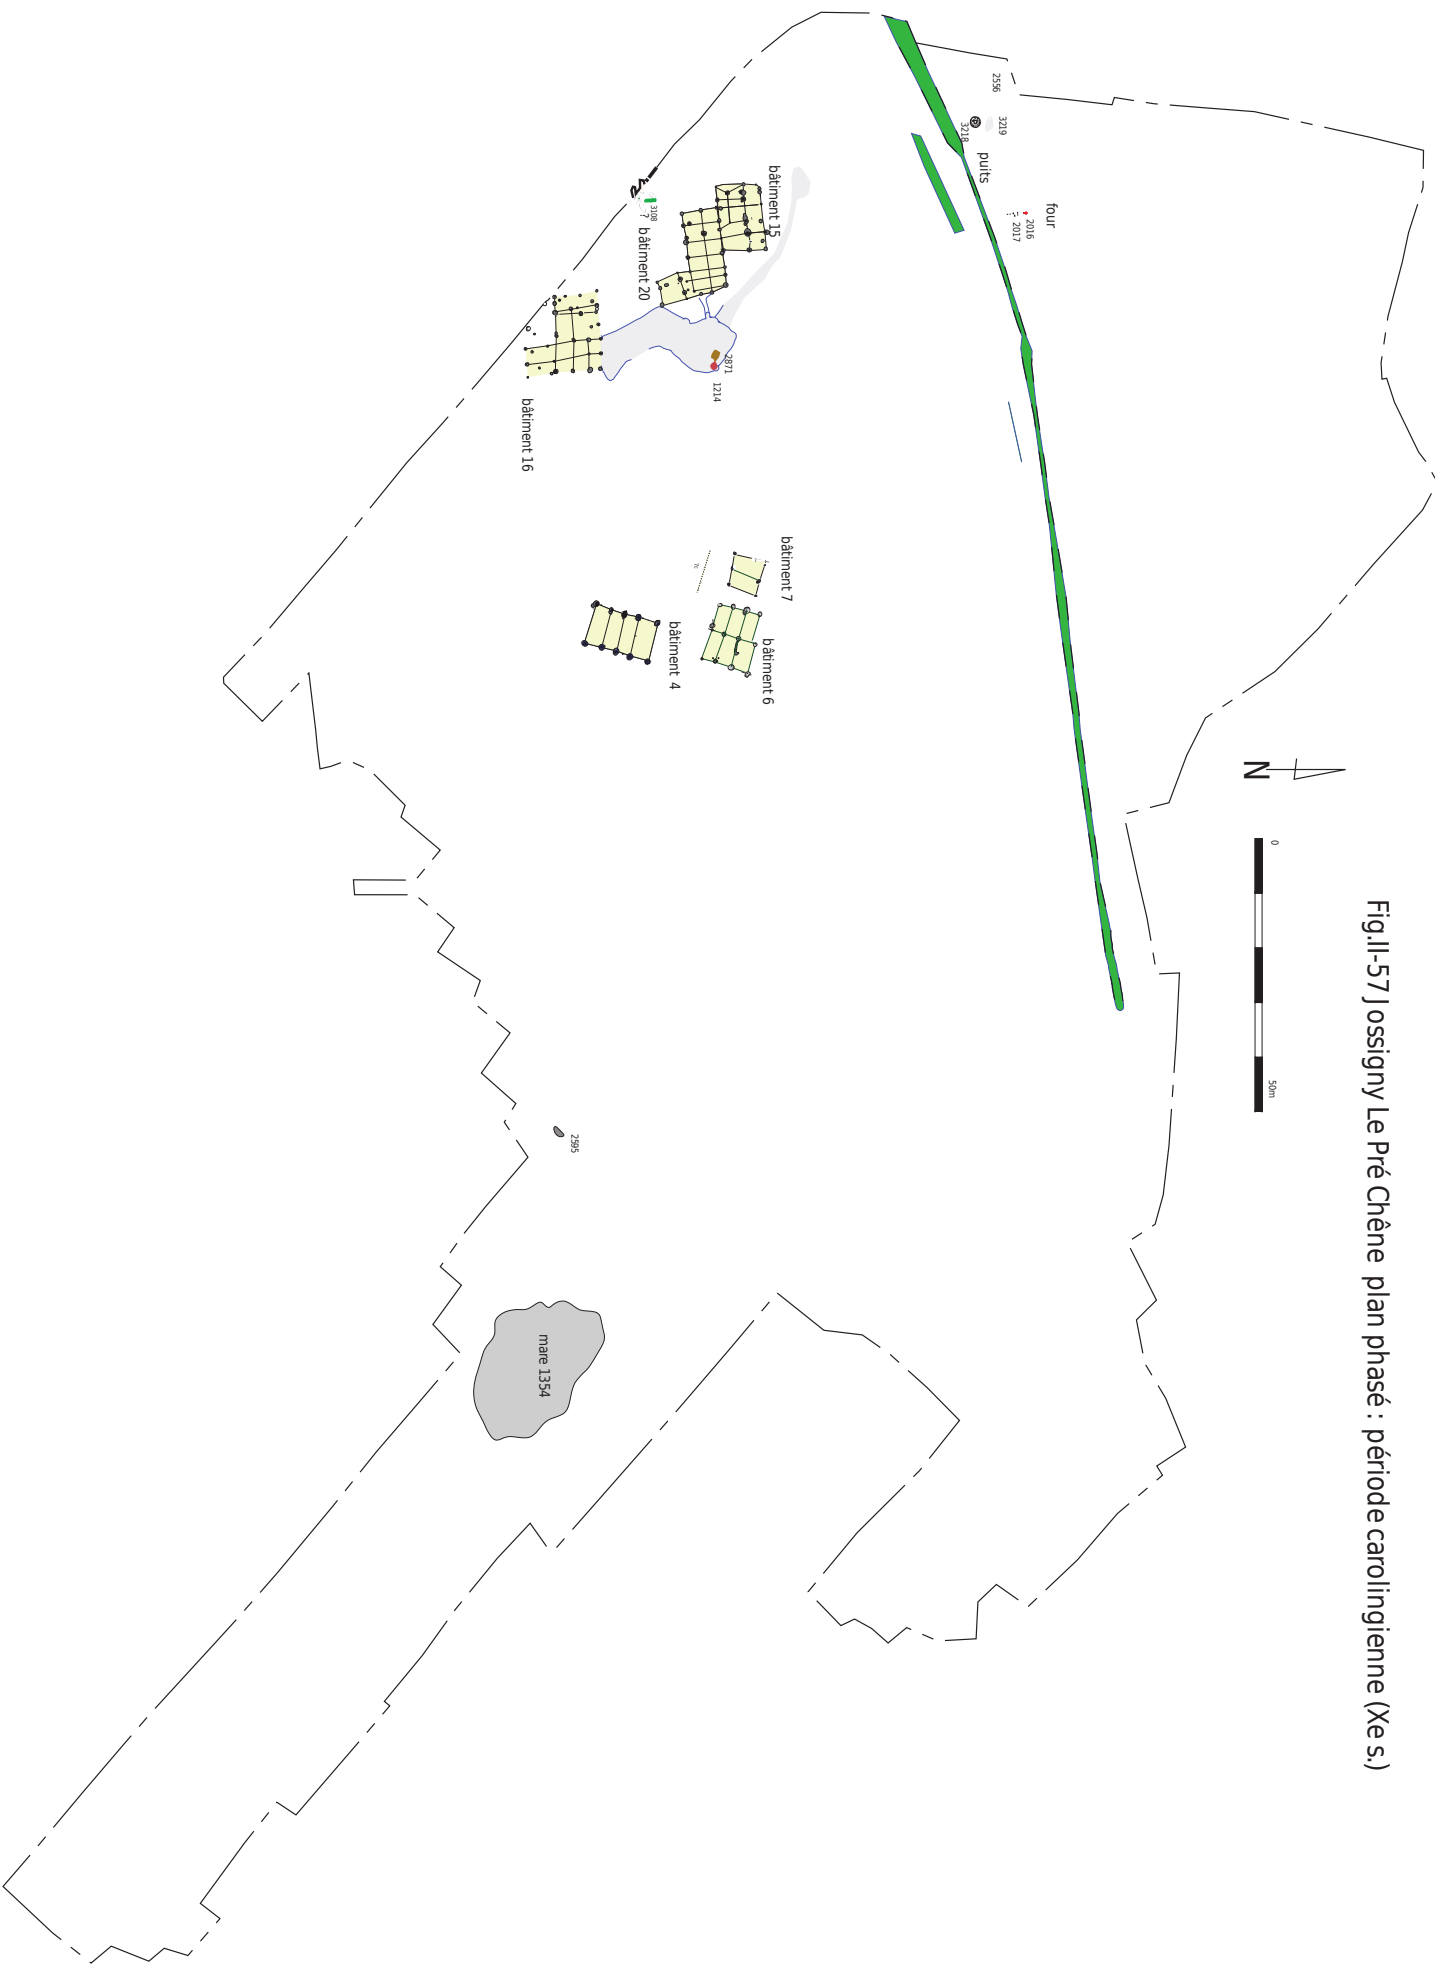 Fig.II-57 Jossigny Le Pré Chêne plan phasé : période carolingienne (Xe s.)
0
50m
N
2556
3219
3218
puits
four
2016
2017
bâtiment 15
3108
?
bâtiment 20
2871
1214
bâtiment 16
bâtiment 7
bâtiment 6
bâtiment 4
2595
mare 1354